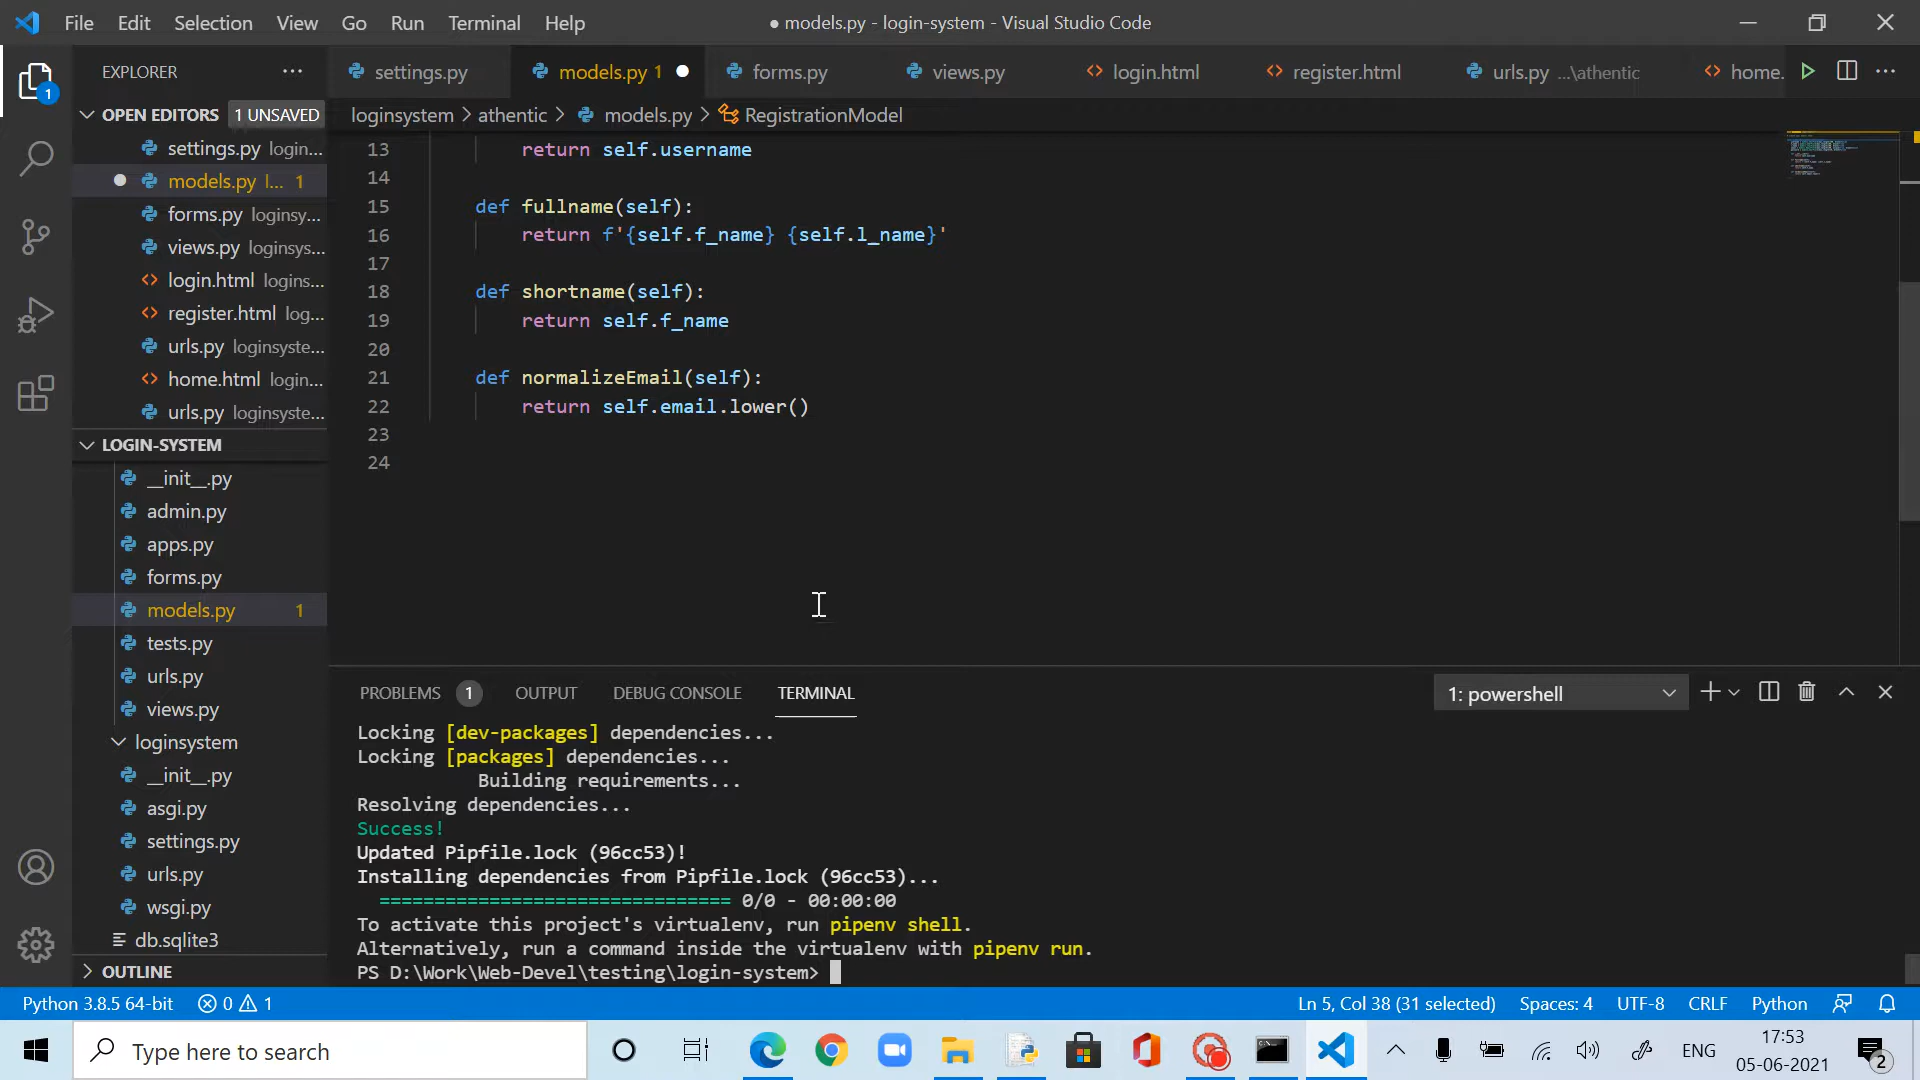 File Edit Selection View Go Run Terminal Help
● models.py - login-system - Visual Studio Code
EXPLORER
settings.py
models.py 1
forms.py
views.py
login.html
register.html
urls.py ...\athentic
home.
OPEN EDITORS 1 UNSAVED
settings.py login...
models.py l... 1
forms.py loginsy...
views.py loginsys...
login.html logins...
register.html log...
urls.py loginsyste...
home.html login...
urls.py loginsyste...
LOGIN-SYSTEM
__init__.py
admin.py
apps.py
forms.py
models.py 1
tests.py
urls.py
views.py
loginsystem
__init__.py
asgi.py
settings.py
urls.py
wsgi.py
db.sqlite3
OUTLINE
loginsystem > athentic > models.py > RegistrationModel
13 return self.username
14
15 def fullname(self):
16 return f'{self.f_name} {self.l_name}'
17
18 def shortname(self):
19 return self.f_name
20
21 def normalizeEmail(self):
22 return self.email.lower()
23
24
PROBLEMS 1 OUTPUT DEBUG CONSOLE TERMINAL
1: powershell
Locking [dev-packages] dependencies...
Locking [packages] dependencies...
Building requirements...
Resolving dependencies...
Success!
Updated Pipfile.lock (96cc53)!
Installing dependencies from Pipfile.lock (96cc53)...
================================ 0/0 - 00:00:00
To activate this project's virtualenv, run pipenv shell.
Alternatively, run a command inside the virtualenv with pipenv run.
PS D:\Work\Web-Devel\testing\login-system>
Python 3.8.5 64-bit 0 1
Ln 5, Col 38 (31 selected) Spaces: 4 UTF-8 CRLF Python
Type here to search
ENG
17:53
05-06-2021
2
1